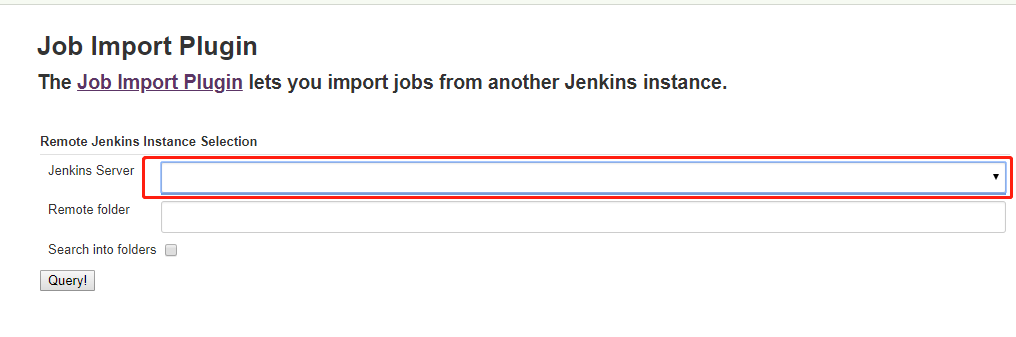 Job Import Plugin
The Job Import Plugin lets you import jobs from another Jenkins instance.
Remote Jenkins Instance Selection
Jenkins Server
Remote folder
Search into folders
Query!